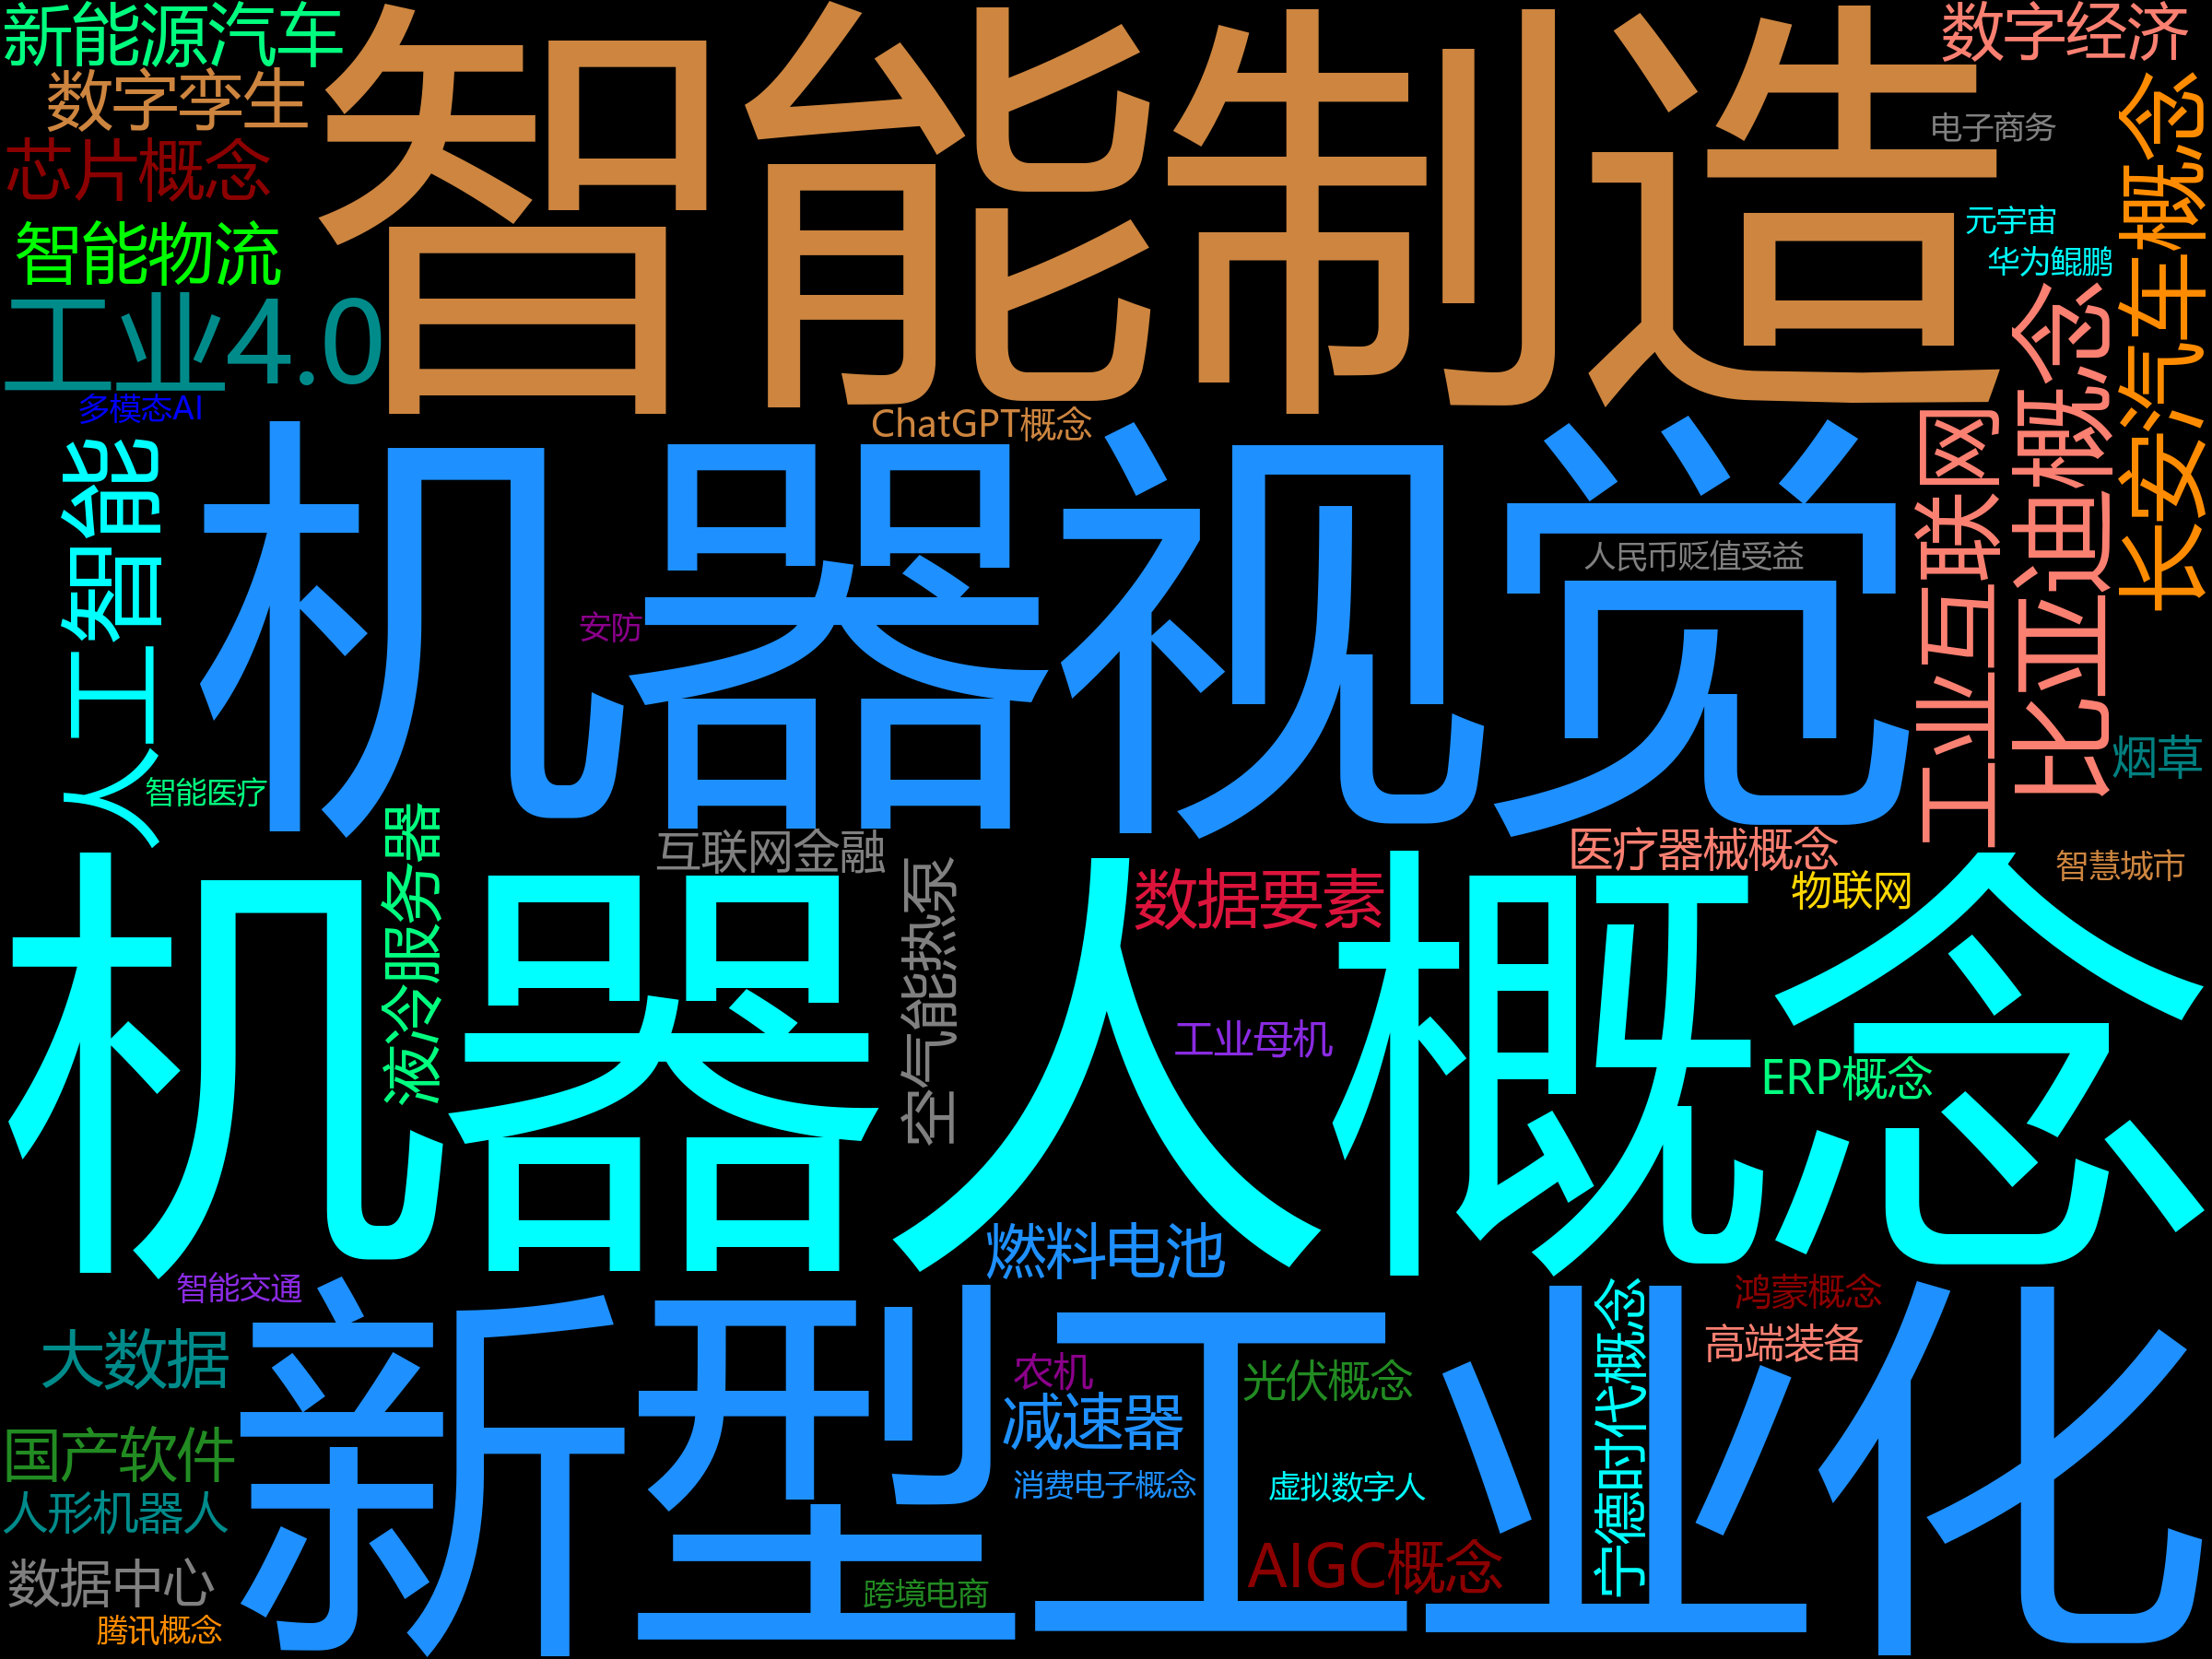 新能源汽车
智能制造
数字经济
数字孪生
电子商务
芯片概念
长安汽车概念
智能物流
元宇宙
华为鲲鹏
工业4.0
比亚迪概念
多模态AI
ChatGPT概念
工业互联网
人工智能
机器视觉
人民币贬值受益
安防
烟草
智能医疗
液冷服务器
互联网金融
医疗器械概念
智慧城市
机器人概念
空气能热泵
数据要素
物联网
工业母机
ERP概念
燃料电池
智能交通
新型工业化
宁德时代概念
鸿蒙概念
大数据
农机
光伏概念
高端装备
减速器
国产软件
消费电子概念
虚拟数字人
人形机器人
AIGC概念
数据中心
跨境电商
腾讯概念